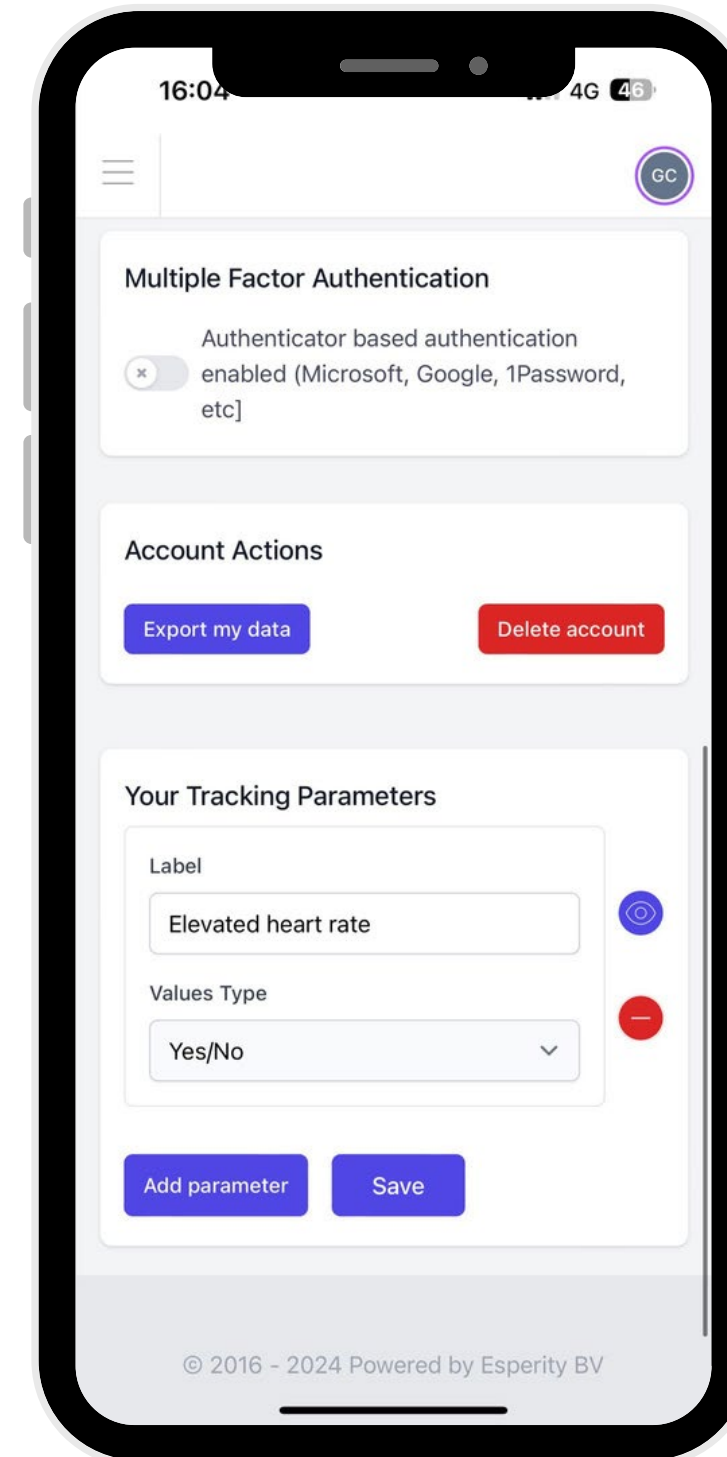 16:04
4G 46
GC
Multiple Factor Authentication
Authenticator based authentication
enabled (Microsoft, Google, 1Password,
etc]
Account Actions
Export my data
Delete account
Your Tracking Parameters
Label
Elevated heart rate
Values Type
Yes/No
Add parameter
Save
© 2016 - 2024 Powered by Esperity BV